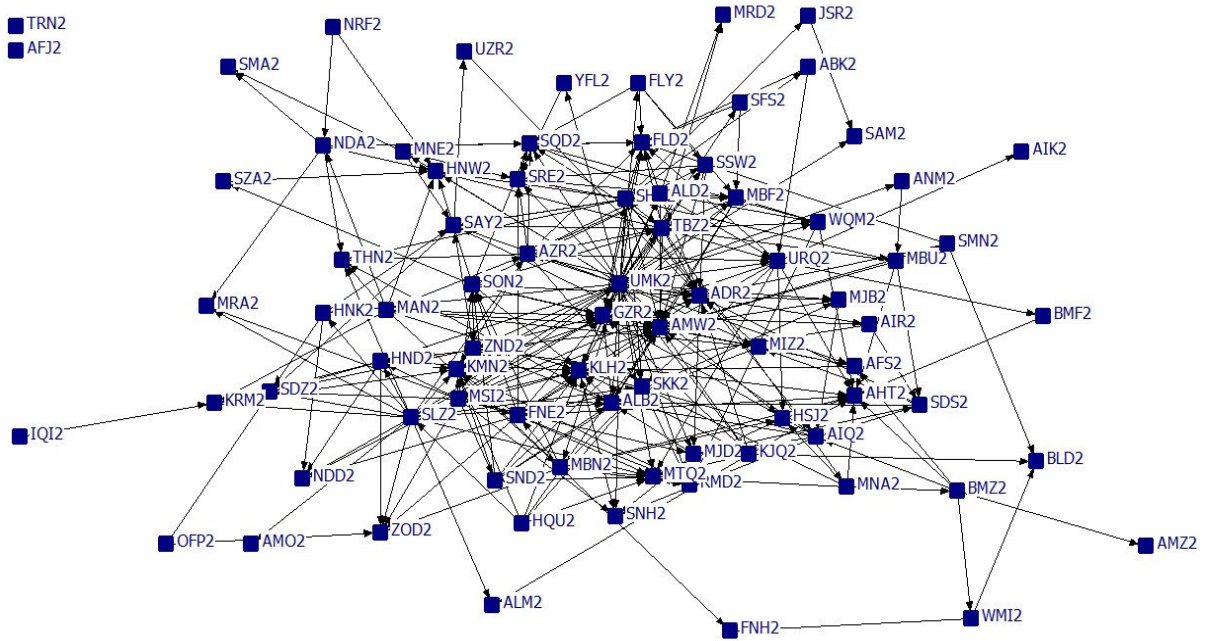 MRD2
JSR2
TRN2
NRF2
AFJ2
UZR2
SMA2
YFL2
FLY2
ABK2
SFS2
SAM2
NDA2
MNE2
SQD2
FLD2
AIK2
HNW2
SSW2
SZA2
SRE2
ALD2
MBF2
ANM2
SAY2
TBZ2
WQM2
SMN2
THN2
AZR2
URQ2
MBU2
SON2
UMK2
ADR2
MJB2
MRA2
HNK2
MAN2
GZR2
AMW2
AIR2
BMF2
ZND2
MIZ2
HND2
KMN2
KLH2
AFS2
SDZ2
SKK2
KRM2
MSI2
ALB2
AHT2
SDS2
SLZ2
FNE2
HSJ2
IQI2
AIQ2
MJD2
KJQ2
BLD2
NDD2
SND2
MBN2
MTQ2
RMD2
MNA2
BMZ2
HQU2
SNH2
OFP2
AMO2
ZOD2
AMZ2
ALM2
FNH2
WMI2